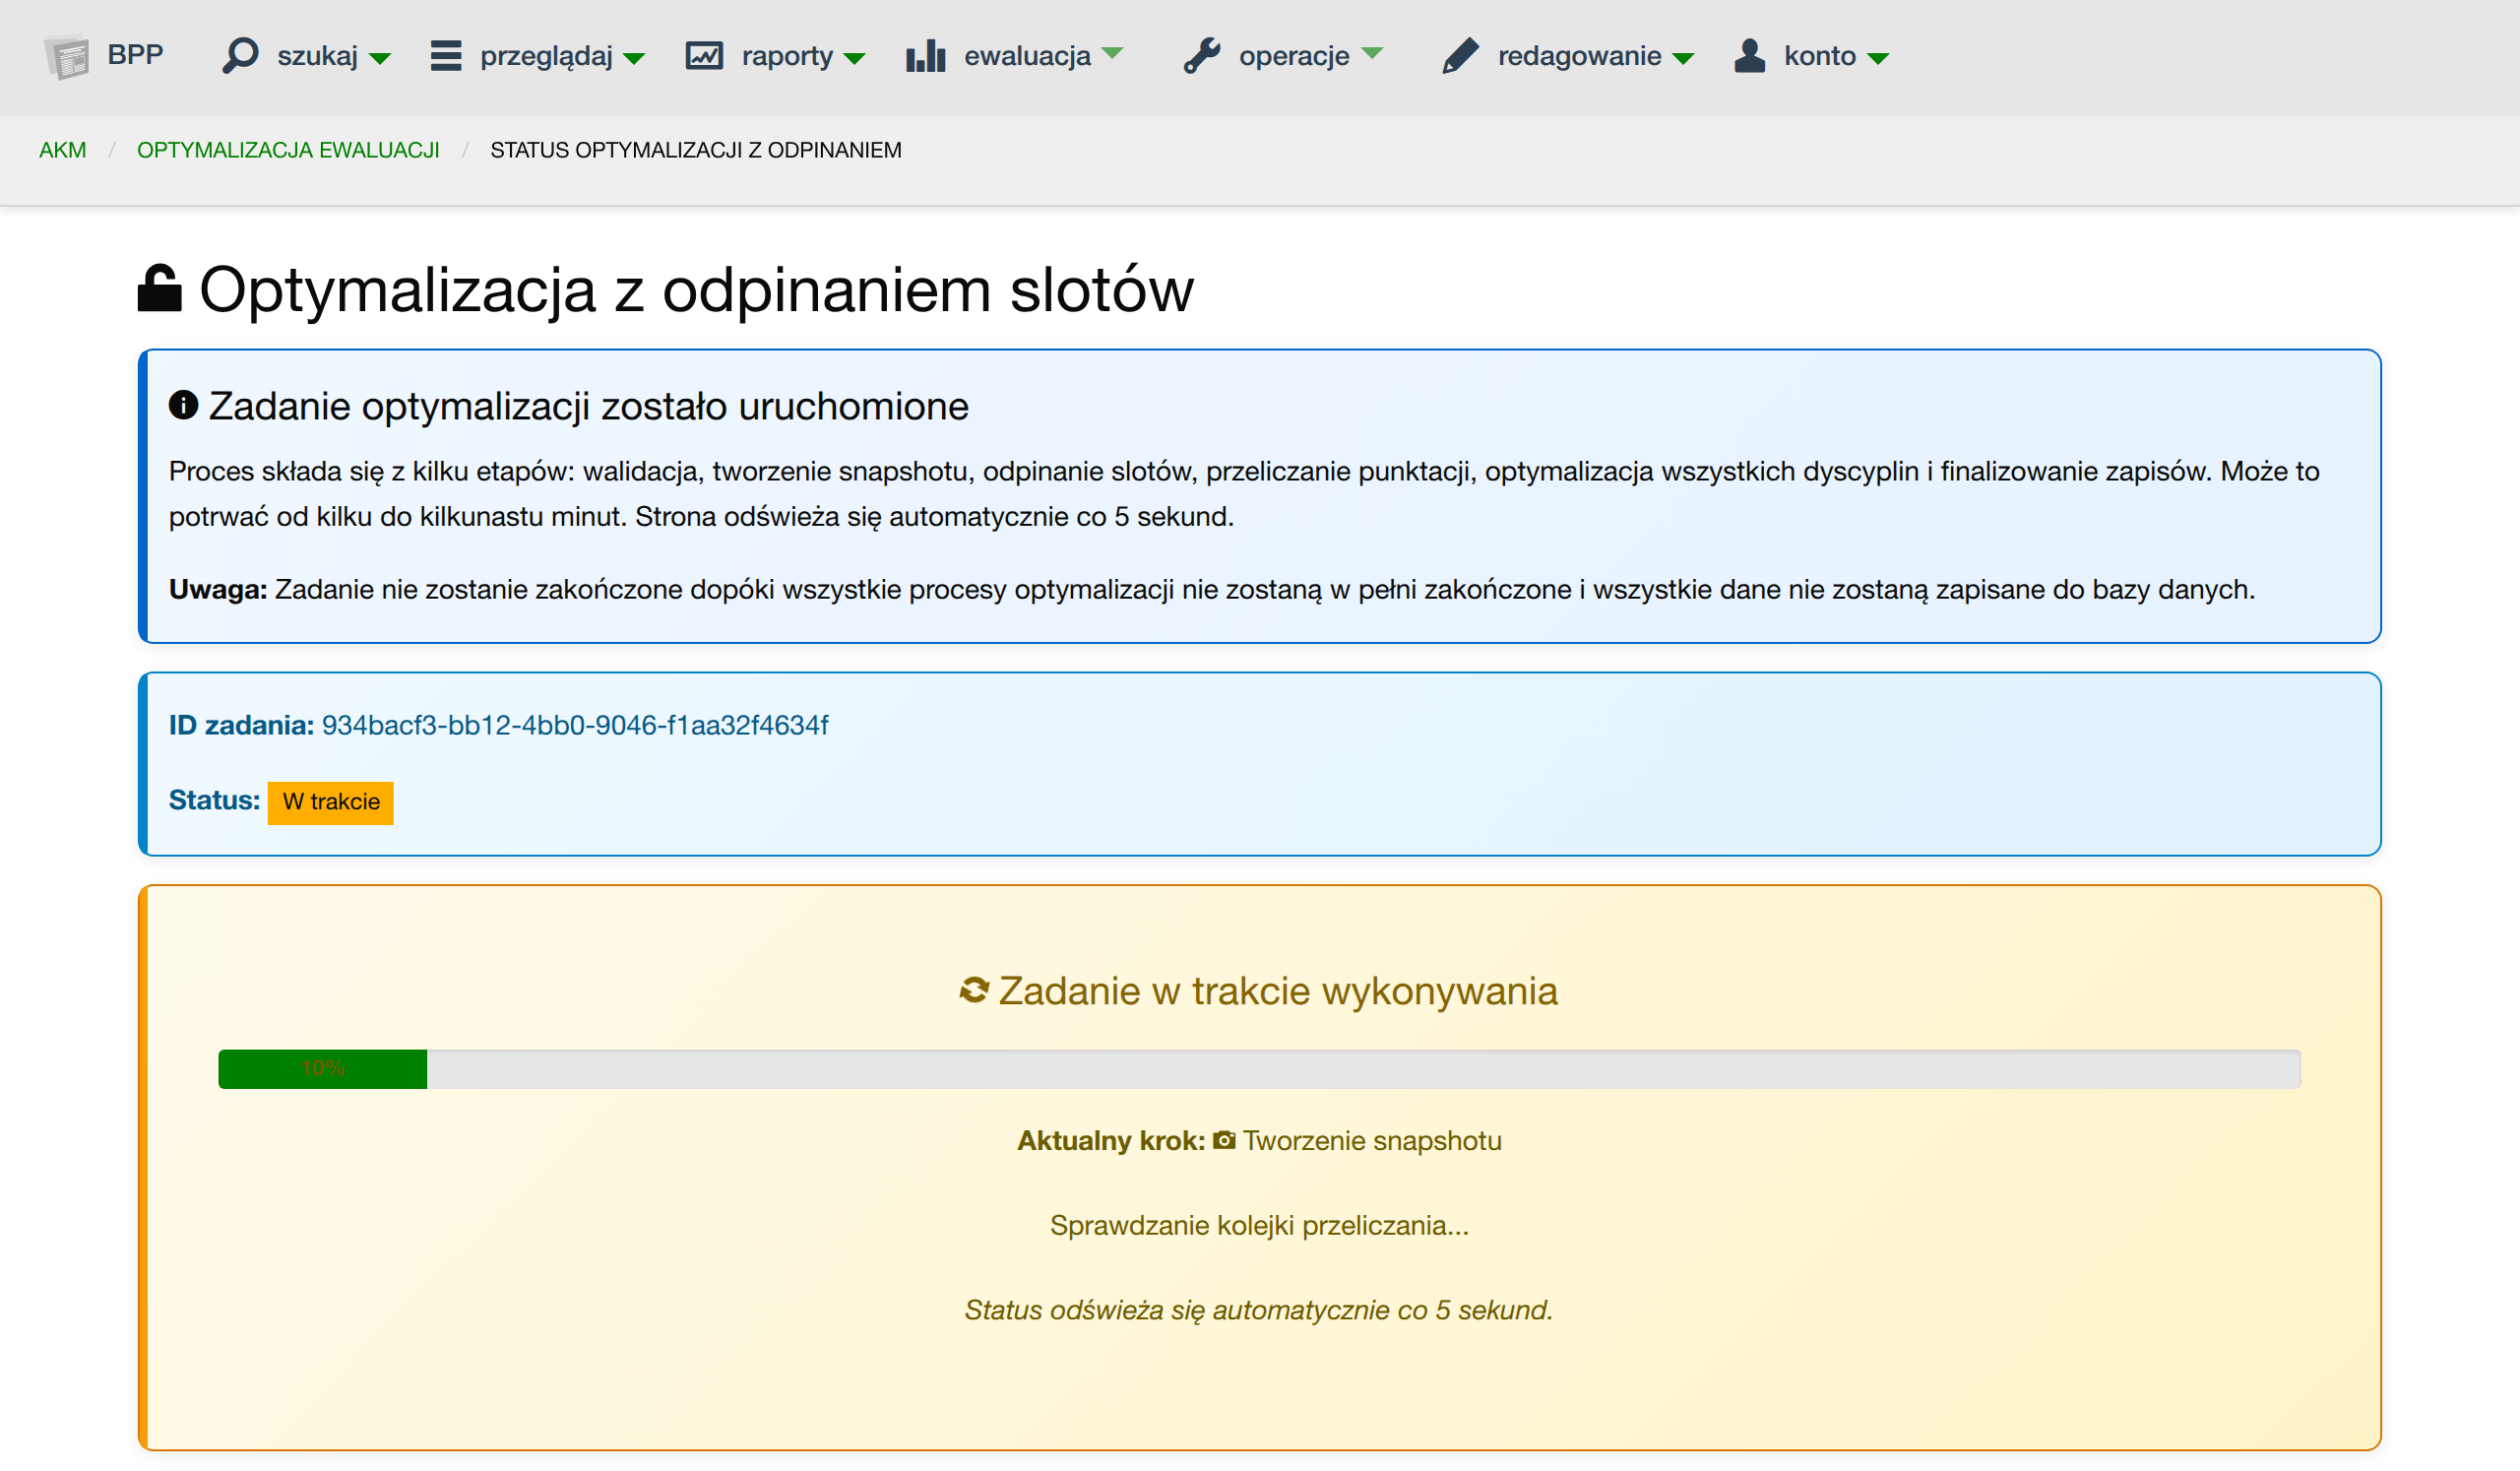 BPP szukaj przeglądaj raporty ewaluacja operacje redagowanie konto
AKM / OPTYMALIZACJA EWALUACJI / STATUS OPTYMALIZACJI Z ODPINANIEM
Optymalizacja z odpinaniem slotów
Zadanie optymalizacji zostało uruchomione
Proces składa się z kilku etapów: walidacja, tworzenie snapshotu, odpinanie slotów, przeliczanie punktacji, optymalizacja wszystkich dyscyplin i finalizowanie zapisów. Może to
potrwać od kilku do kilkunastu minut. Strona odświeża się automatycznie co 5 sekund.
Uwaga: Zadanie nie zostanie zakończone dopóki wszystkie procesy optymalizacji nie zostaną w pełni zakończone i wszystkie dane nie zostaną zapisane do bazy danych.
ID zadania: 934bacf3-bb12-4bb0-9046-f1aa32f4634f
Status: W trakcie
Zadanie w trakcie wykonywania
10%
Aktualny krok: Tworzenie snapshotu
Sprawdzanie kolejki przeliczania...
Status odświeża się automatycznie co 5 sekund.